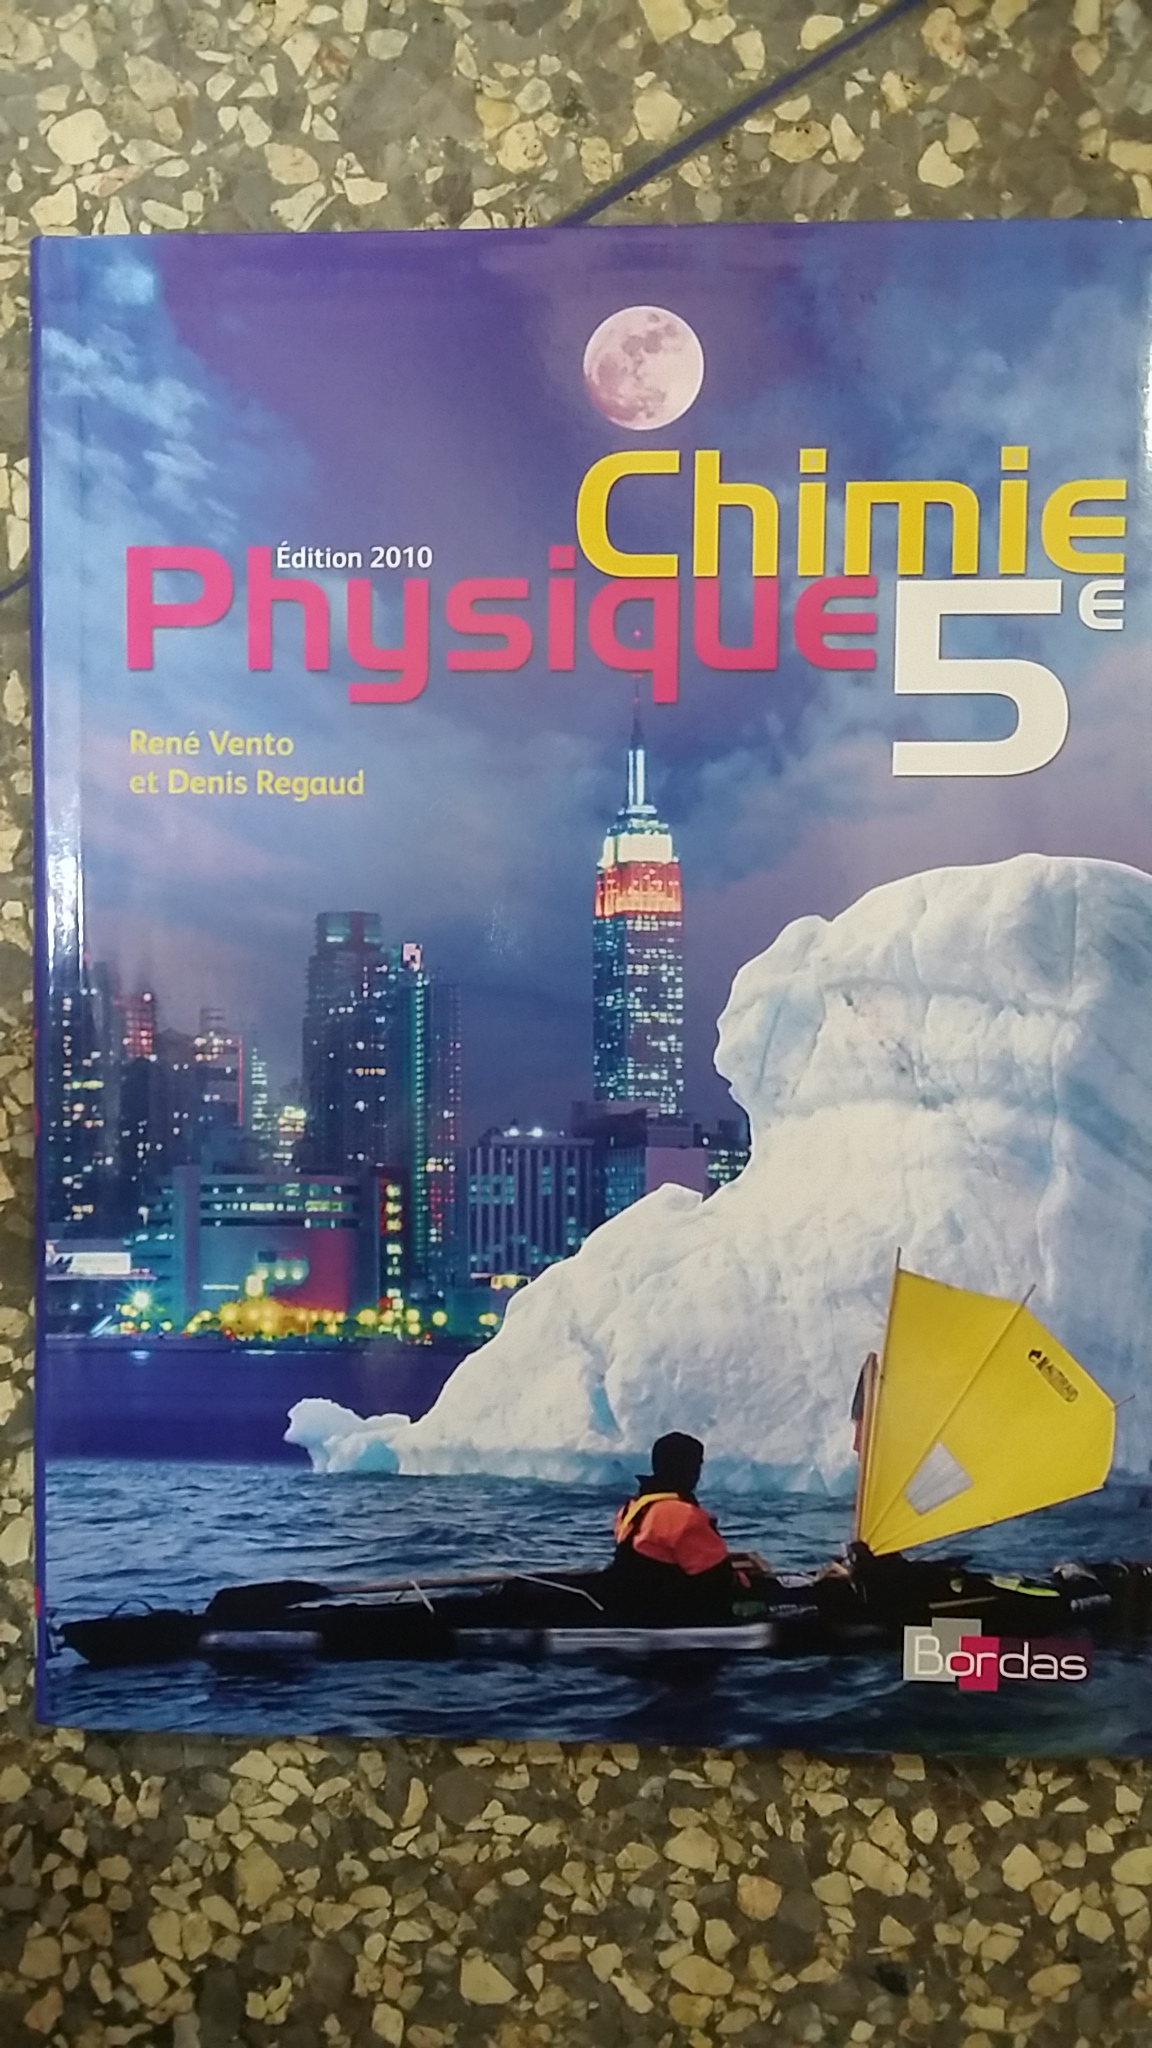 Chimie
Édition 2010
Physique
5E
René Vento
et Denis Regaud
Bordas